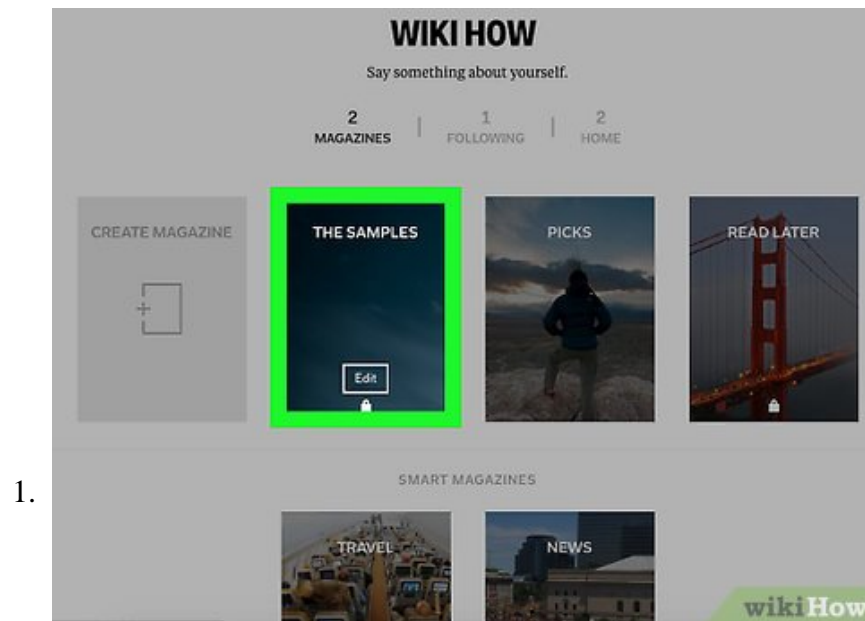 WIKI HOW
Say something about yourself.
2 1 2
MAGAZINES FOLLOWING HOME
CREATE MAGAZINE THE SAMPLES PICKS READ LATER
Edit
1.
SMART MAGAZINES
TRAVEL NEWS
wikiHow